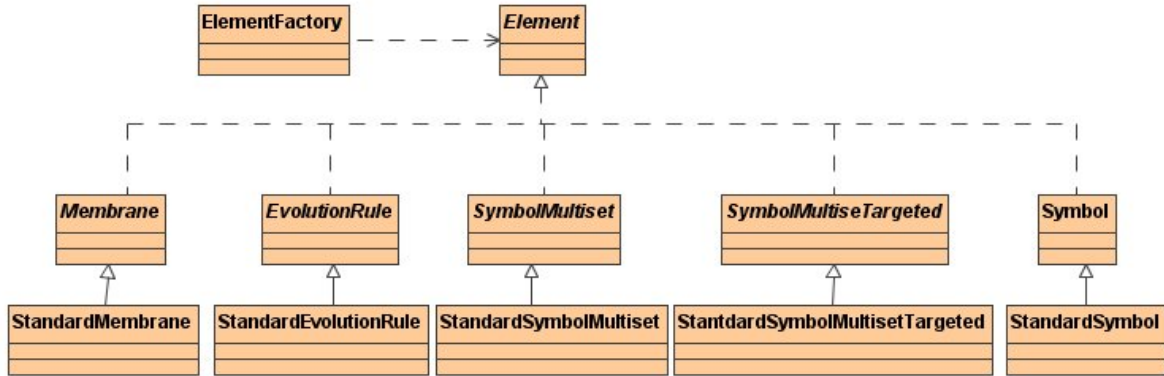 ElementFactory
Element
Membrane
EvolutionRule
SymbolMultiset
SymbolMultiseTargeted
Symbol
StandardMembrane
StandardEvolutionRule
StandardSymbolMultiset
StantdardSymbolMultisetTargeted
StandardSymbol